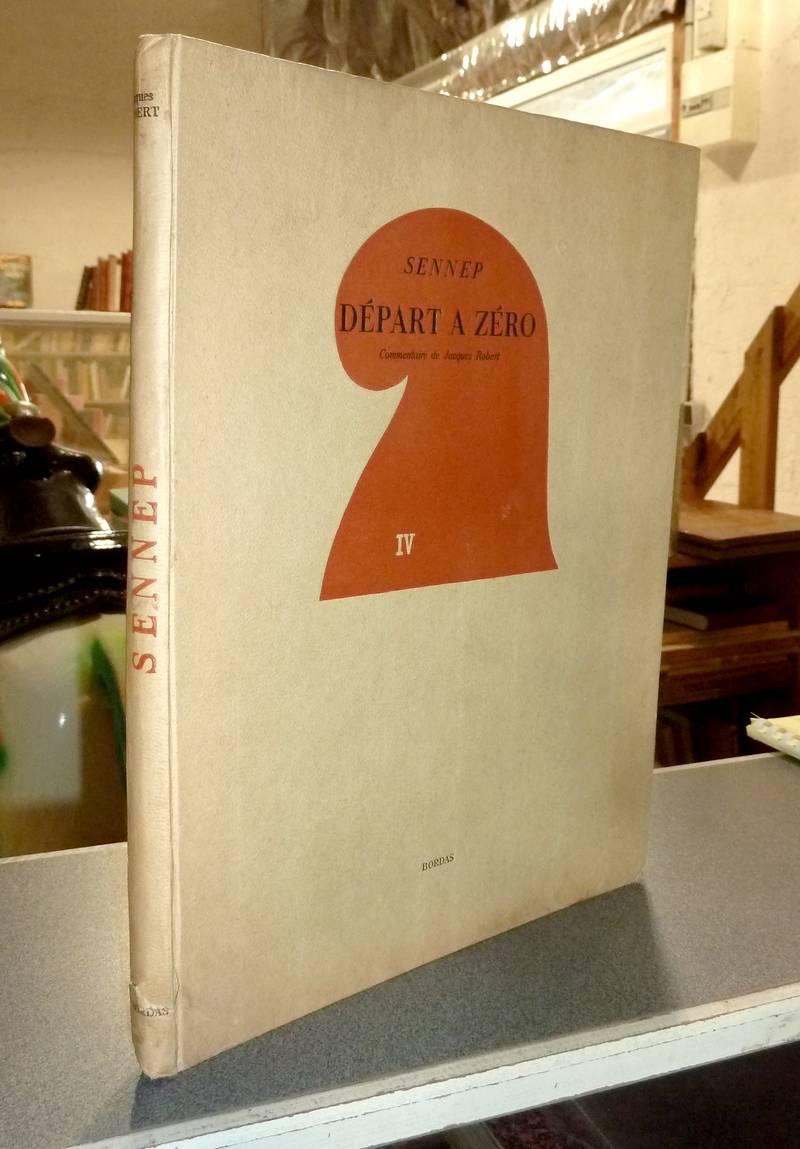 SENNEP
DÉPART A ZÉRO
Commentaire de Jacques Robert
IV
BORDAS
SENNEP